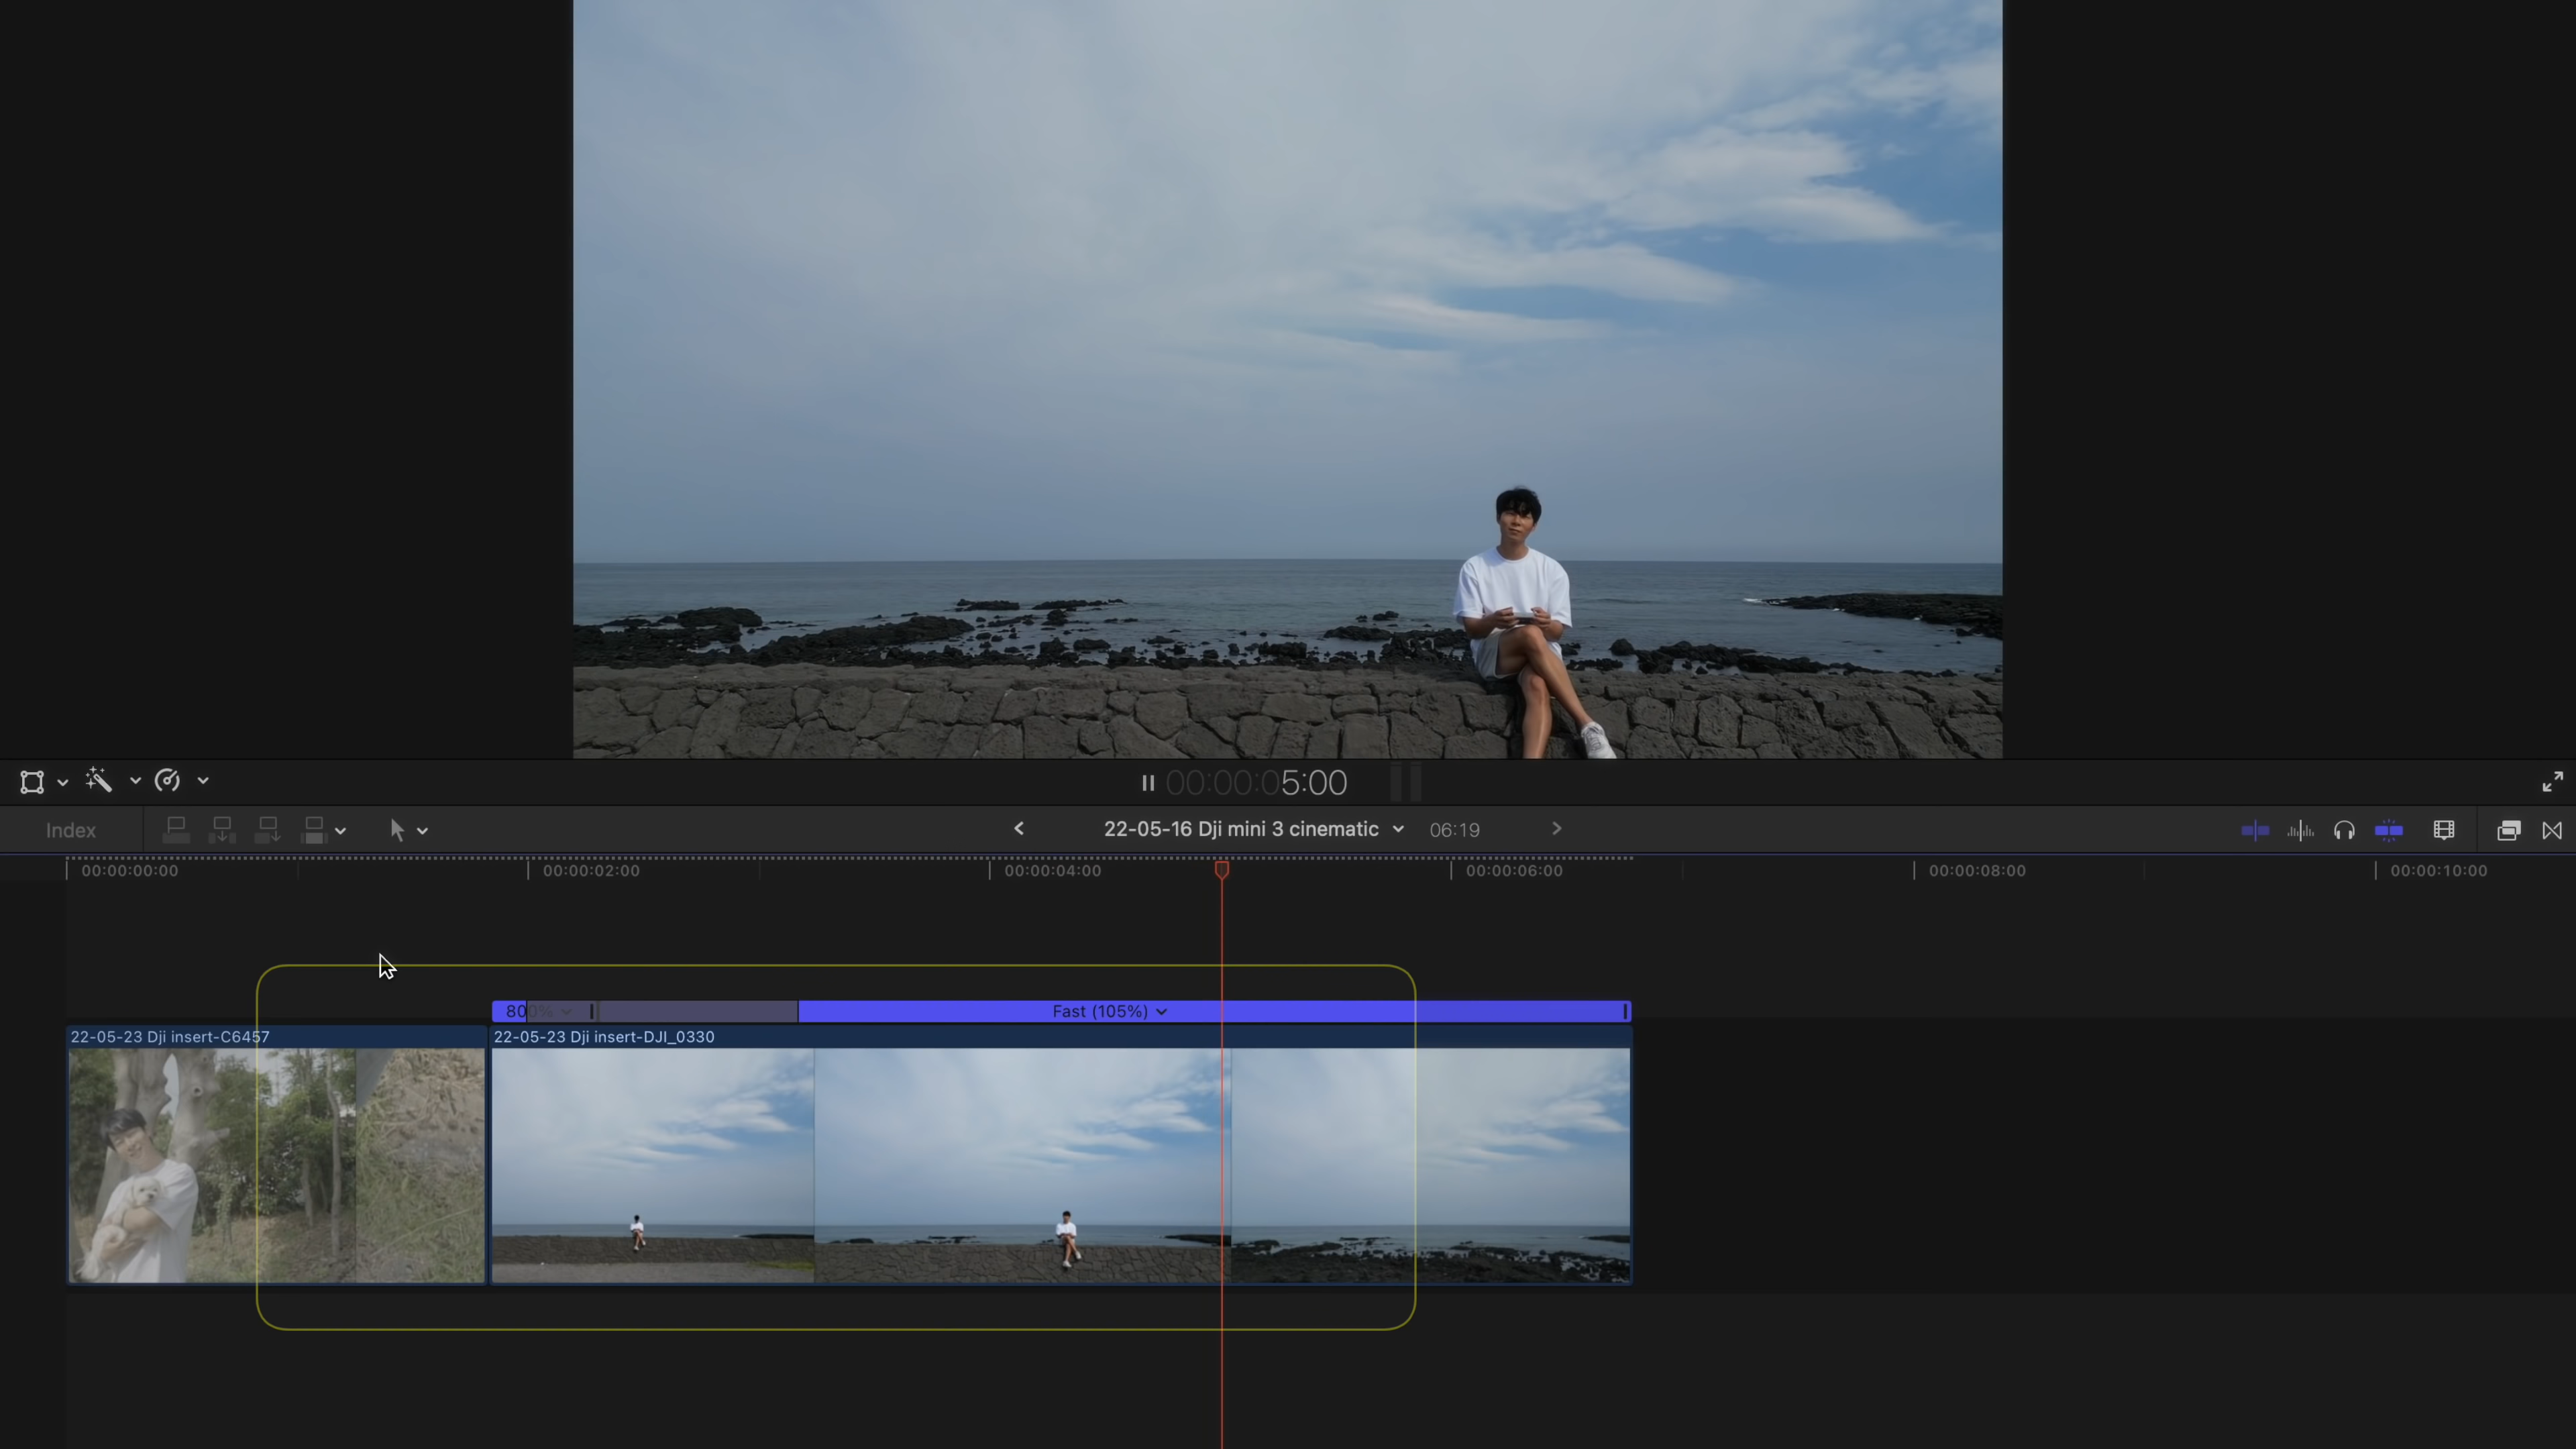 00:00:05:00
Index
22-05-16 Dji mini 3 cinematic
06:19
00:00:00:00
00:00:02:00
00:00:04:00
00:00:06:00
00:00:08:00
00:00:10:00
800%
Fast (105%)
22-05-23 Dji insert-C6457
22-05-23 Dji insert-DJI_0330